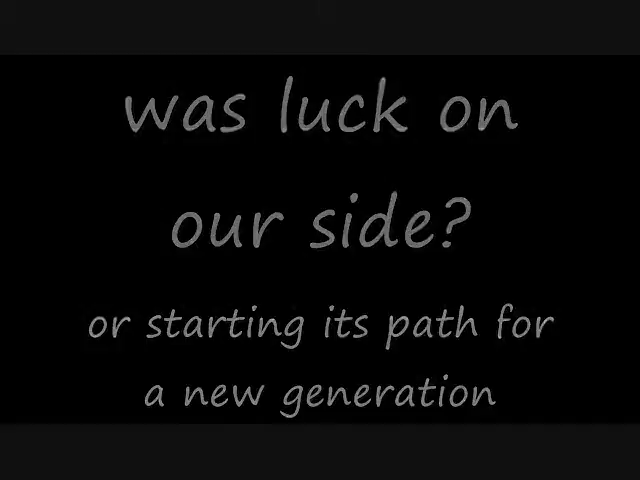 was luck on
our side?
or starting its path for
a new generation